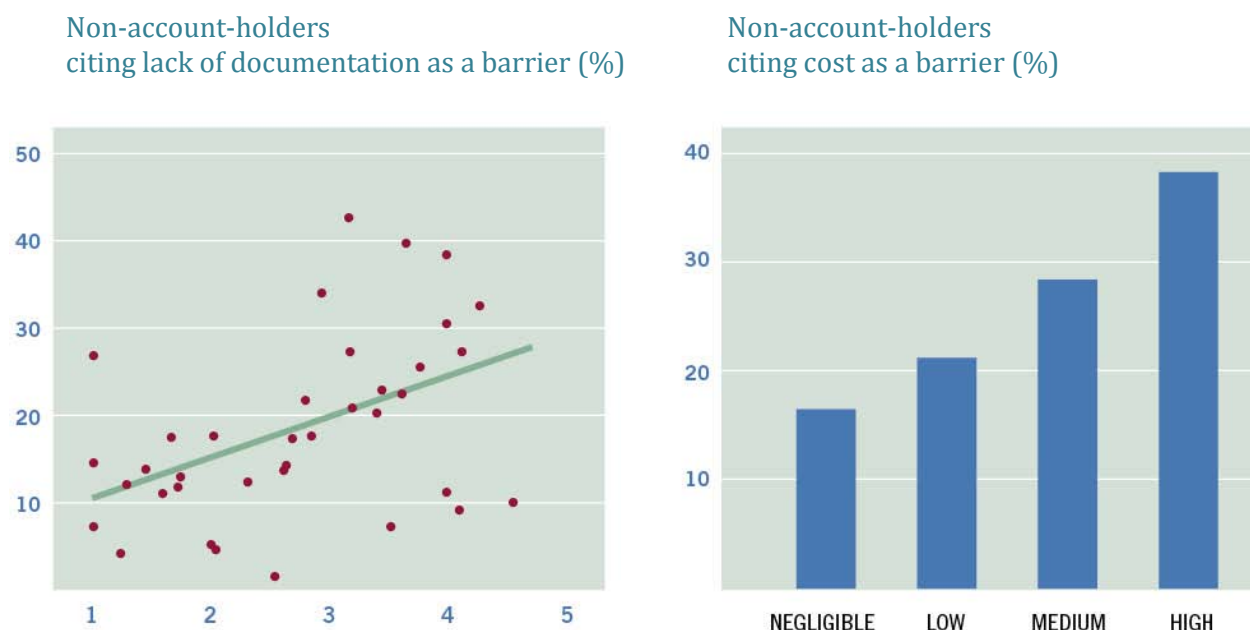 Non-account-holders
citing lack of documentation as a barrier (%)
50
40
30
20
10
1 2 3 4 5
Non-account-holders
citing cost as a barrier (%)
40
30
20
10
NEGLIGIBLE LOW MEDIUM HIGH